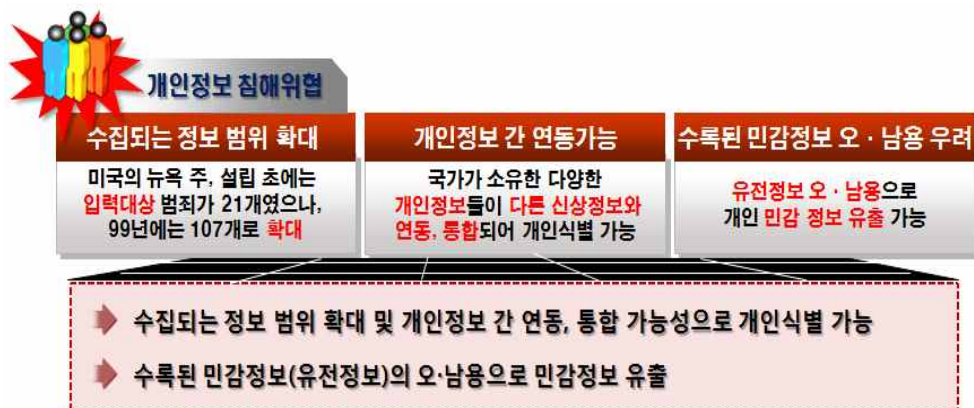 개인정보 침해위협
수집되는 정보 범위 확대
미국의 뉴욕 주, 설립 초에는
입력대상 범죄가 21개였으나,
99년에는 107개로 확대
개인정보 간 연동가능
국가가 소유한 다양한
개인정보들이 다른 신상정보와
연동, 통합되어 개인식별 가능
수록된 민감정보 오 · 남용 우려
유전정보 오 · 남용으로
개인 민감 정보 유출 가능
수집되는 정보 범위 확대 및 개인정보 간 연동, 통합 가능성으로 개인식별 가능
수록된 민감정보(유전정보)의 오·남용으로 민감정보 유출